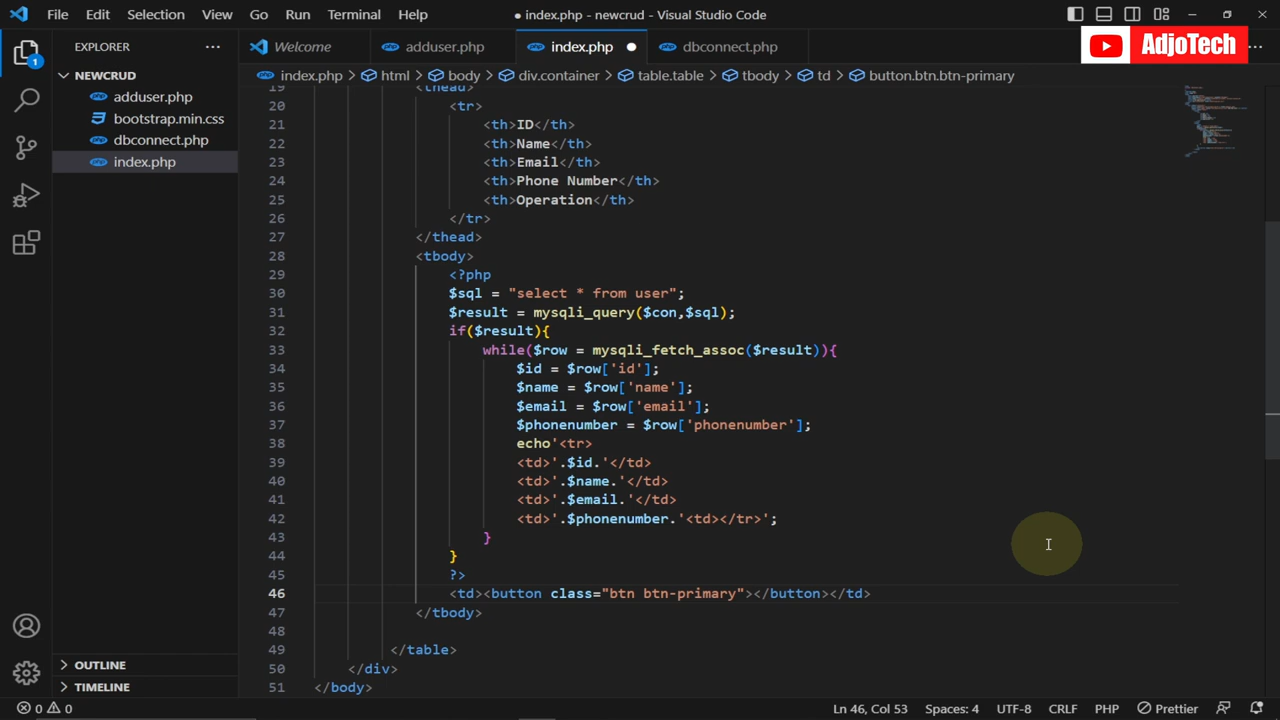 File Edit Selection View Go Run Terminal Help
● index.php - newcrud - Visual Studio Code
AdjoTech
EXPLORER
Welcome
adduser.php
index.php
dbconnect.php
index.php > html > body > div.container > table.table > tbody > td > button.btn.btn-primary
NEWCRUD
adduser.php
bootstrap.min.css
dbconnect.php
index.php
OUTLINE
TIMELINE
1
19 <thead>
20 <tr>
21 <th>ID</th>
22 <th>Name</th>
23 <th>Email</th>
24 <th>Phone Number</th>
25 <th>Operation</th>
26 </tr>
27 </thead>
28 <tbody>
29 <?php
30 $sql = "select * from user";
31 $result = mysqli_query($con,$sql);
32 if($result){
33 while($row = mysqli_fetch_assoc($result)){
34 $id = $row['id'];
35 $name = $row['name'];
36 $email = $row['email'];
37 $phonenumber = $row['phonenumber'];
38 echo'<tr>
39 <td>'.$id.'</td>
40 <td>'.$name.'</td>
41 <td>'.$email.'</td>
42 <td>'.$phonenumber.'<td></tr>';
43 }
44 }
45 ?>
46 <td><button class="btn btn-primary"></button></td>
47 </tbody>
48
49 </table>
50 </div>
51 </body>
0 0
Ln 46, Col 53 Spaces: 4 UTF-8 CRLF PHP Prettier